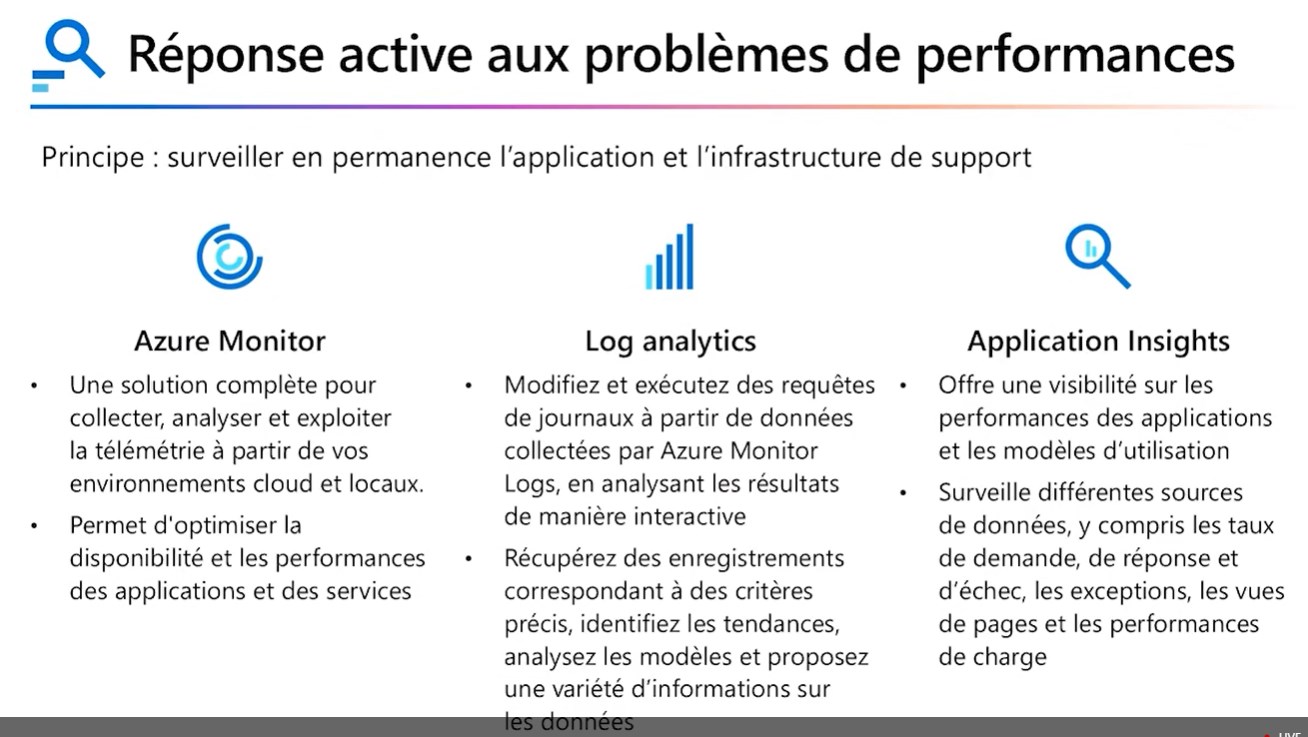 Réponse active aux problèmes de performances
Principe : surveiller en permanence l'application et l'infrastructure de support
Azure Monitor
• Une solution complète pour
collecter, analyser et exploiter
la télémétrie à partir de vos
environnements cloud et locaux.
• Permet d'optimiser la
disponibilité et les performances
des applications et des services
Log analytics
• Modifiez et exécutez des requêtes
de journaux à partir de données
collectées par Azure Monitor
Logs, en analysant les résultats
de manière interactive
• Récupérez des enregistrements
correspondant à des critères
précis, identifiez les tendances,
analysez les modèles et proposez
une variété d'informations sur
les données
Application Insights
• Offre une visibilité sur les
performances des applications
et les modèles d'utilisation
• Surveille différentes sources
de données, y compris les taux
de demande, de réponse et
d'échec, les exceptions, les vues
de pages et les performances
de charge
LIVE